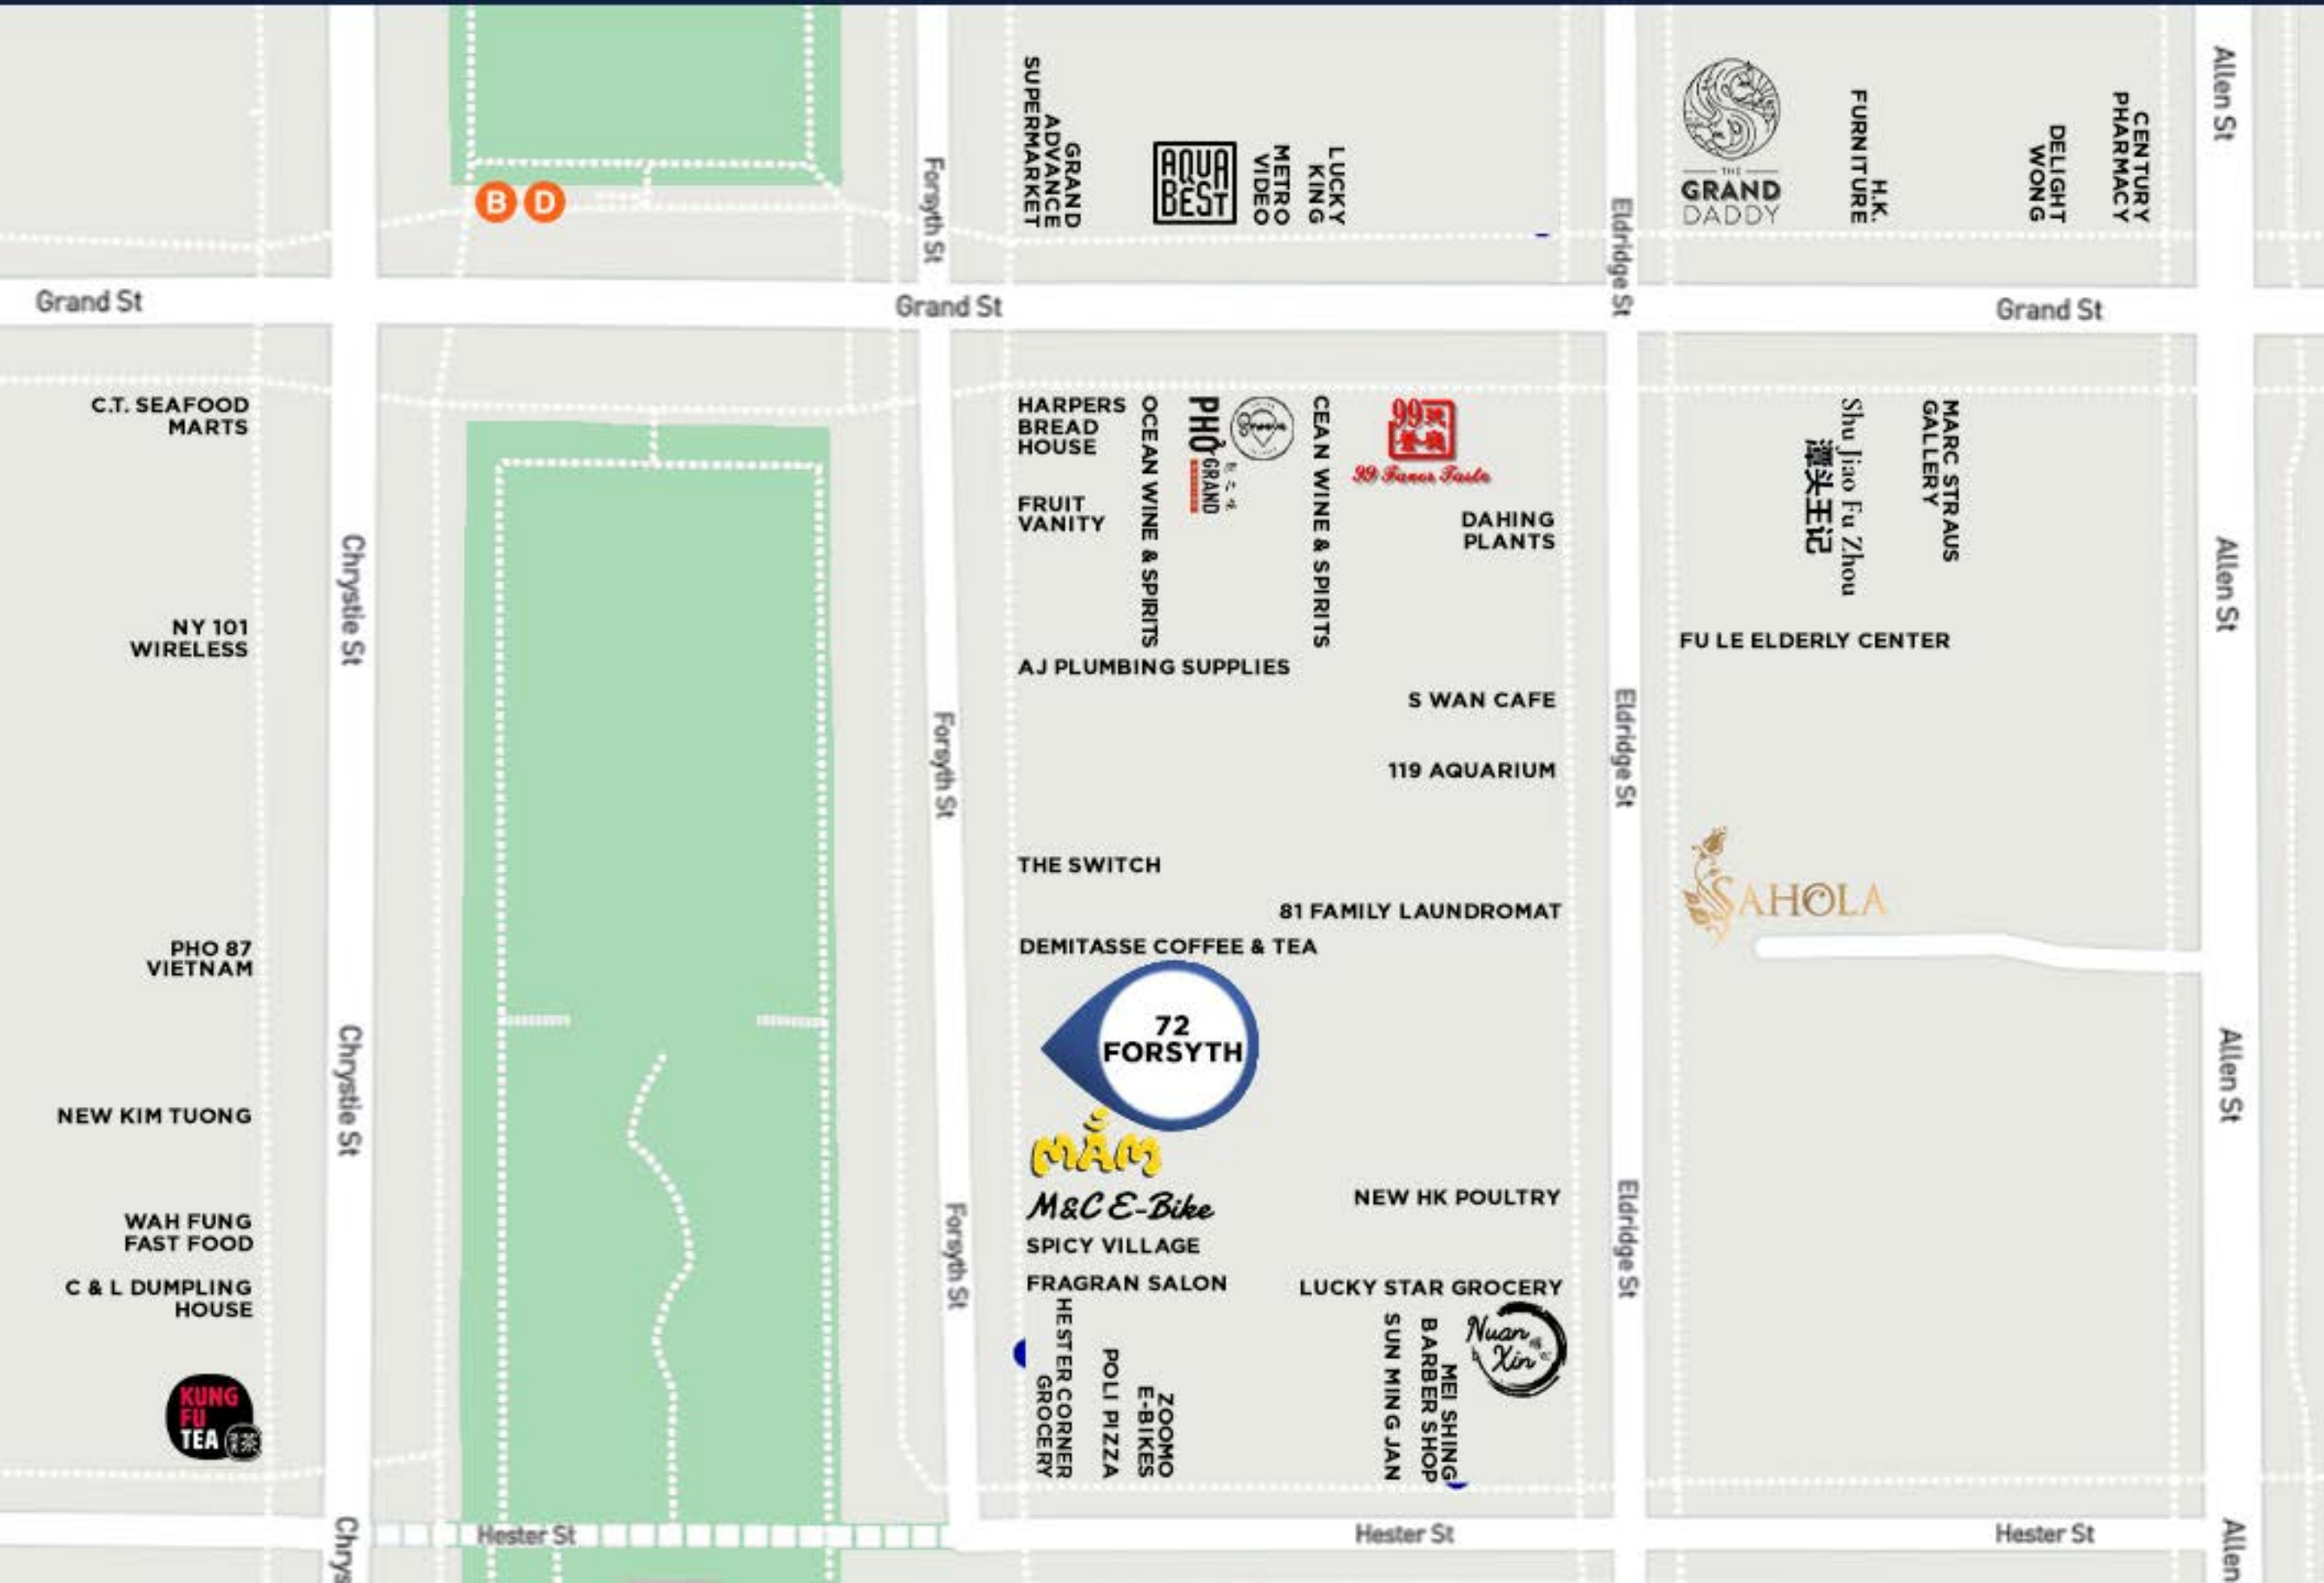 SUPERMARKET
ADVANCE
GRAND
AQUA
BEST
METRO
VIDEO
LUCKY
KING
THE
GRAND
DADDY
H.K.
FURNITURE
DELIGHT
WONG
CENTURY
PHARMACY
Allen St
Forsyth St
Eldridge St
B D
Grand St
Grand St
Grand St
C.T. SEAFOOD
MARTS
NY 101
WIRELESS
PHO 87
VIETNAM
NEW KIM TUONG
WAH FUNG
FAST FOOD
C & L DUMPLING
HOUSE
KUNG
FU
TEA
Chrystie St
Chrystie St
Chrys
Forsyth St
Forsyth St
HARPERS
BREAD
HOUSE
FRUIT
VANITY
OCEAN WINE & SPIRITS
PHỞ
GRAND
CEAN WINE & SPIRITS
99
99 Favor Taste
DAHING
PLANTS
AJ PLUMBING SUPPLIES
S WAN CAFE
119 AQUARIUM
THE SWITCH
81 FAMILY LAUNDROMAT
DEMITASSE COFFEE & TEA
72
FORSYTH
MẮM
M&C E-Bike
SPICY VILLAGE
FRAGRAN SALON
NEW HK POULTRY
LUCKY STAR GROCERY
HESTER CORNER
GROCERY
POLI PIZZA
ZOOMO
E-BIKES
SUN MING JAN
MEI SHING
BARBER SHOP
Nuan
Xin
Eldridge St
Eldridge St
Shu Jiao Fu Zhou
潭头王记
MARC STRAUS
GALLERY
FU LE ELDERLY CENTER
SAHOLA
Allen St
Allen St
Allen
Hester St
Hester St
Hester St